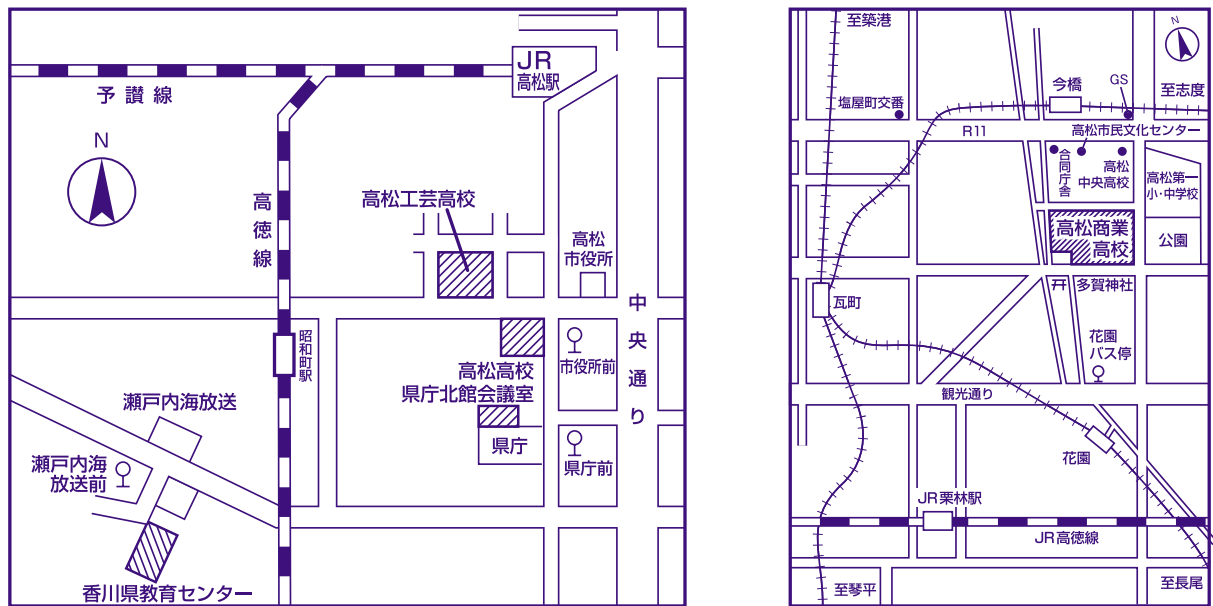 JR
高松駅
予讃線
N
高徳線
高松工芸高校
高松
市役所
中央通り
昭和町駅
市役所前
高松高校
県庁北館会議室
瀬戸内海放送
県庁
瀬戸内海
放送前
県庁前
香川県教育センター
至築港
N
今橋
GS
至志度
塩屋町交番
R11
高松市民文化センター
合同庁舎
高松
中央高校
高松第一
小・中学校
高松商業
高校
公園
多賀神社
瓦町
花園
バス停
観光通り
花園
JR栗林駅
JR高徳線
至琴平
至長尾